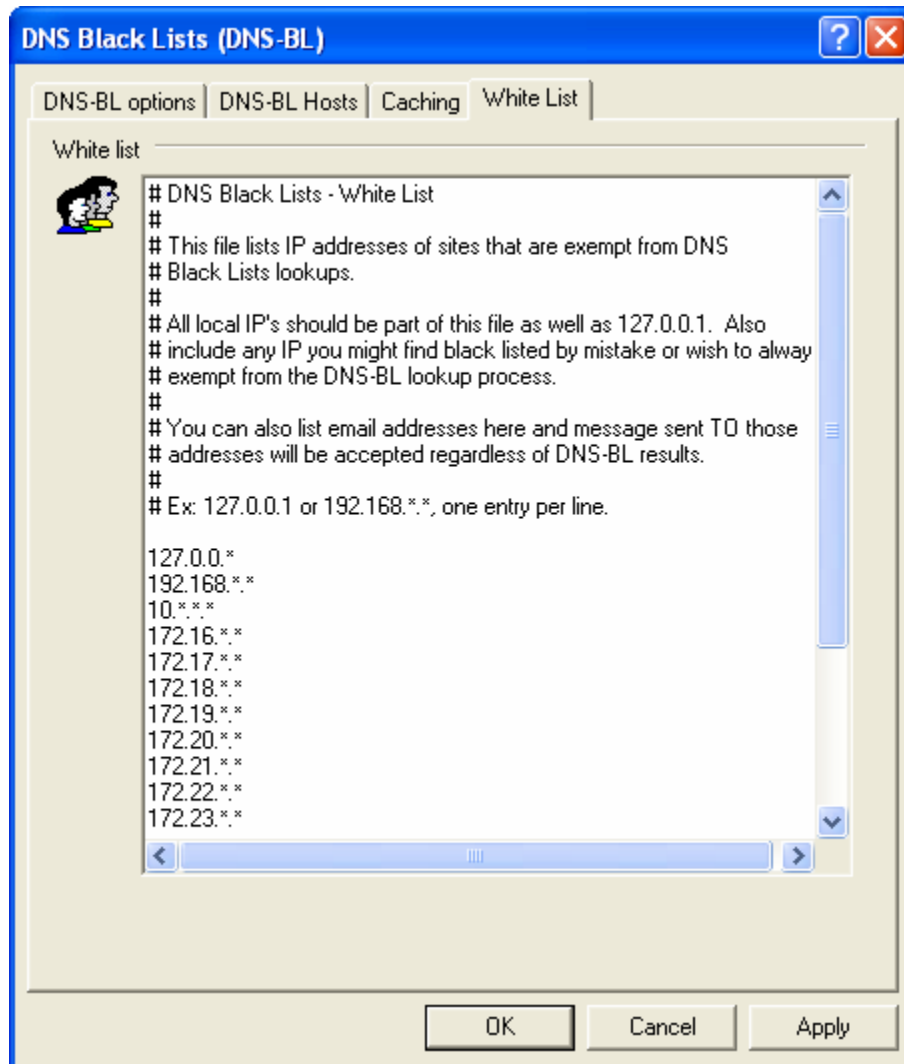 DNS Black Lists (DNS-BL)
DNS-BL options DNS-BL Hosts Caching White List
White list
# DNS Black Lists - White List
#
# This file lists IP addresses of sites that are exempt from DNS
# Black Lists lookups.
#
# All local IP's should be part of this file as well as 127.0.0.1.  Also
# include any IP you might find black listed by mistake or wish to alway
# exempt from the DNS-BL lookup process.
#
# You can also list email addresses here and message sent TO those
# addresses will be accepted regardless of DNS-BL results.
#
# Ex: 127.0.0.1 or 192.168.*.*, one entry per line.
127.0.0.*
192.168.*.*
10.*.*.*
172.16.*.*
172.17.*.*
172.18.*.*
172.19.*.*
172.20.*.*
172.21.*.*
172.22.*.*
172.23.*.*
OK Cancel Apply